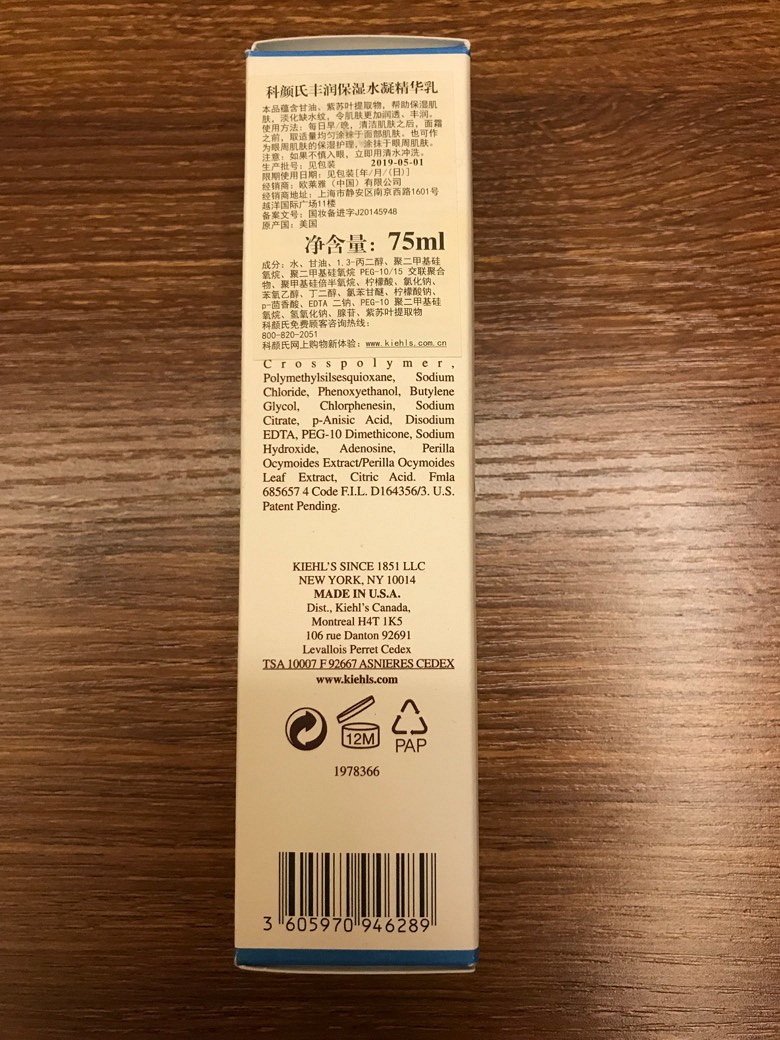 科颜氏丰润保湿水凝精华乳
本品蕴含甘油、紫苏叶提取物，帮助保湿肌
肤，淡化缺水纹，令肌肤更加润透、丰润。
使用方法：每日早/晚，清洁肌肤之后，面霜
之前，取适量均匀涂抹于面部肌肤。也可作
为眼周肌肤的保湿护理，涂抹于眼周肌肤。
注意：如果不慎入眼，立即用清水冲洗。
生产批号：见包装 2019-05-01
限期使用日期：见包装[年/月/(日)]
经销商：欧莱雅（中国）有限公司
经销商地址：上海市静安区南京西路1601号
越洋国际广场11楼
备案文号：国妆备进字J20145948
原产国：美国
净含量：75ml
成分：水、甘油、1.3-丙二醇、聚二甲基硅
氧烷、聚二甲基硅氧烷 PEG-10/15 交联聚合
物、聚甲基硅倍半氧烷、柠檬酸、氯化钠、
苯氧乙醇、丁二醇、氯苯甘醚、柠檬酸钠、
p-茴香酸、EDTA 二钠、PEG-10 聚二甲基硅
氧烷、氢氧化钠、腺苷、紫苏叶提取物
科颜氏免费顾客咨询热线：
800-820-2051
科颜氏网上购物新体验：www.kiehls.com.cn
Crosspolymer,
Polymethylsilsesquioxane, Sodium
Chloride, Phenoxyethanol, Butylene
Glycol, Chlorphenesin, Sodium
Citrate, p-Anisic Acid, Disodium
EDTA, PEG-10 Dimethicone, Sodium
Hydroxide, Adenosine, Perilla
Ocymoides Extract/Perilla Ocymoides
Leaf Extract, Citric Acid. Fmla
685657 4 Code F.I.L. D164356/3. U.S.
Patent Pending.
KIEHL'S SINCE 1851 LLC
NEW YORK, NY 10014
MADE IN U.S.A.
Dist., Kiehl's Canada,
Montreal H4T 1K5
106 rue Danton 92691
Levallois Perret Cedex
TSA 10007 F 92667 ASNIERES CEDEX
www.kiehls.com
12M
PAP
1978366
3 605970 946289